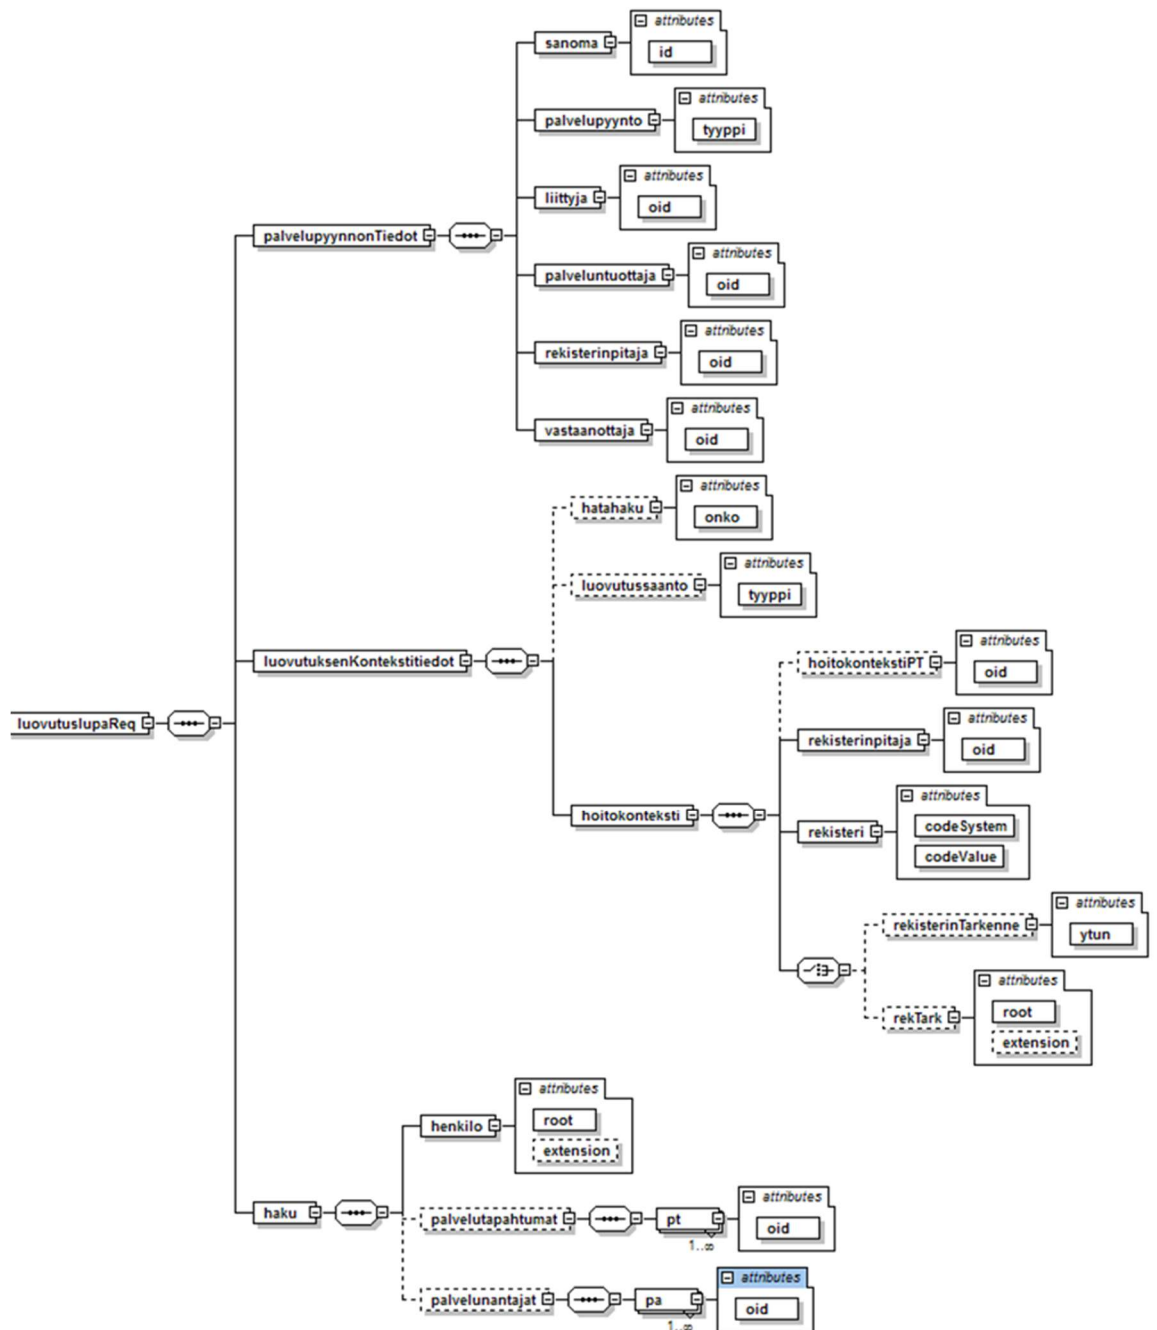 attributes
sanoma
id
attributes
palvelupyynto
tyyppi
attributes
liittyja
oid
palvelupyynnonTiedot
attributes
palveluntuottaja
oid
attributes
rekisterinpitaja
oid
attributes
vastaanottaja
oid
attributes
hatahaku
onko
attributes
luovutussaanto
tyyppi
attributes
luovutuksenKontekstitiedot
hoitokontekstiPT
oid
luovutuslupaReq
attributes
rekisterinpitaja
oid
attributes
hoitokonteksti
rekisteri
codeSystem
codeValue
attributes
rekisterinTarkenne
ytun
attributes
rekTark
root
extension
attributes
henkilo
root
extension
haku
attributes
palvelutapahtumat
pt
oid
1..∞
attributes
palvelunantajat
pa
oid
1..∞